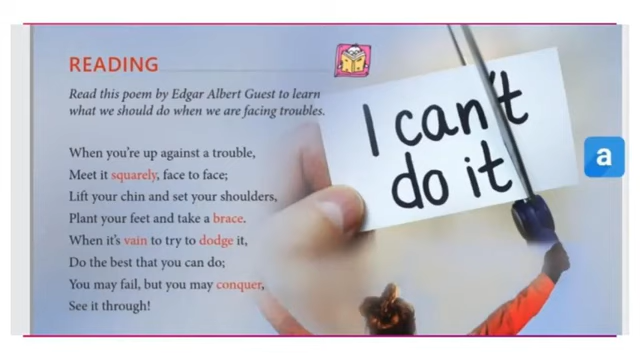 READING
Read this poem by Edgar Albert Guest to learn
what we should do when we are facing troubles.
When you're up against a trouble,
Meet it squarely, face to face;
Lift your chin and set your shoulders,
Plant your feet and take a brace.
When it's vain to try to dodge it,
Do the best that you can do;
You may fail, but you may conquer,
See it through!
I can't
do it
a